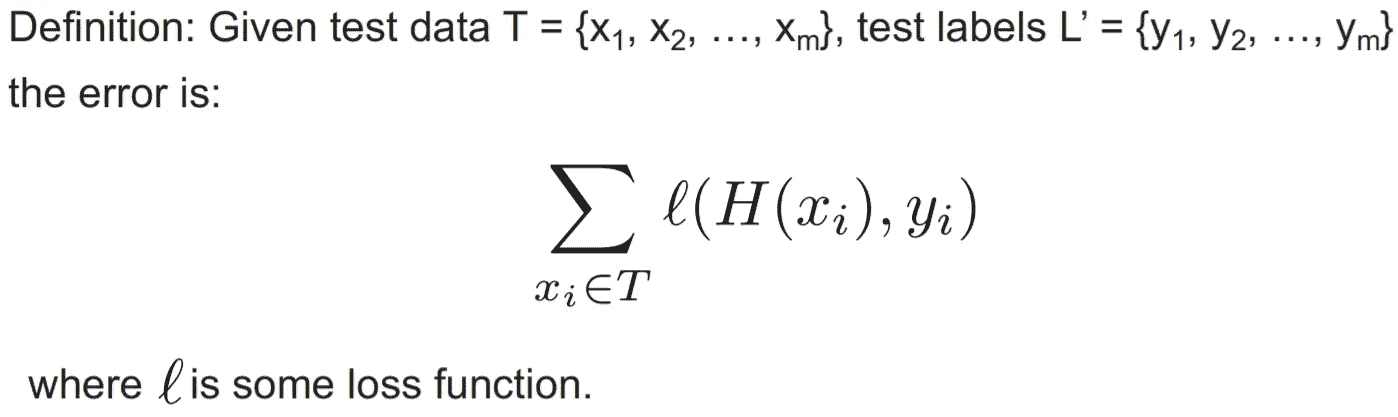 Definition: Given test data T = {x₁, x₂, ..., xₘ}, test labels L' = {y₁, y₂, ..., yₘ}
the error is:
∑ ℓ(H(xᵢ), yᵢ)
xᵢ∈T
where ℓ is some loss function.